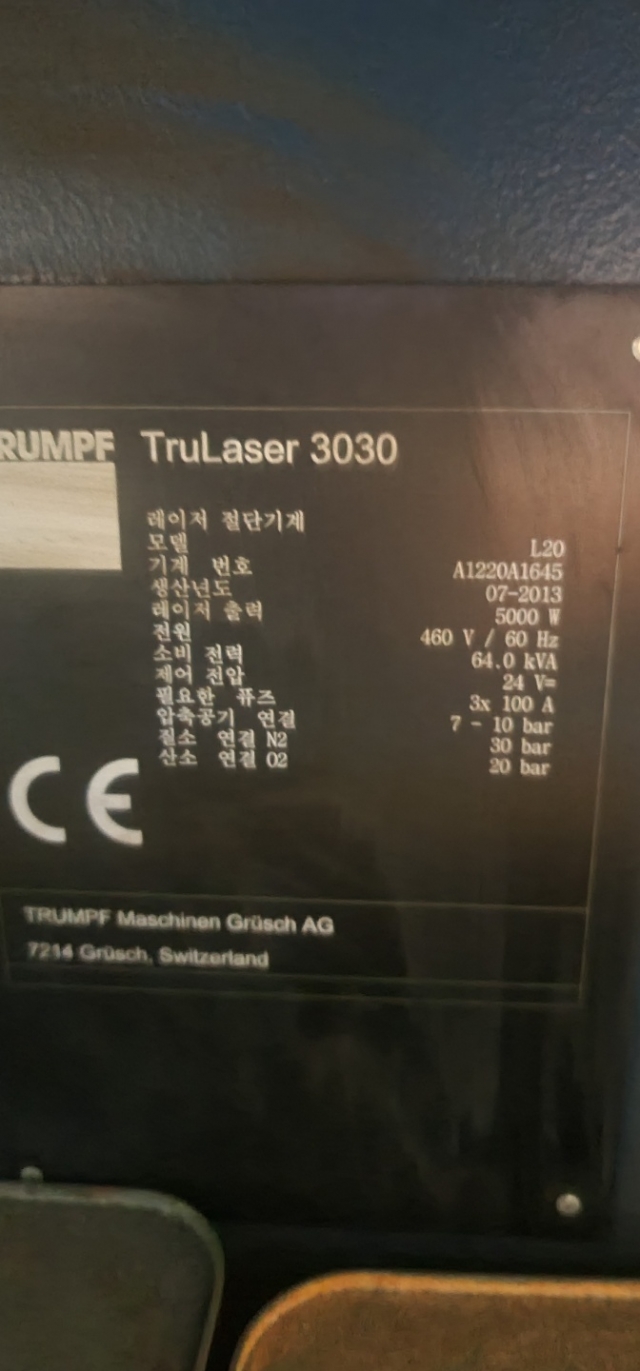 TRUMPF TruLaser 3030
레이저 절단기계
모델 L20
기계 번호 A1220A1645
생산년도 07-2013
레이저 출력 5000 W
전원 460 V / 60 Hz
소비 전력 64.0 kVA
제어 전압 24 V=
필요한 퓨즈 3x 100 A
압축공기 연결 7 - 10 bar
질소 연결 N2 30 bar
산소 연결 O2 20 bar
CE
TRUMPF Maschinen Grüsch AG
7214 Grüsch, Switzerland